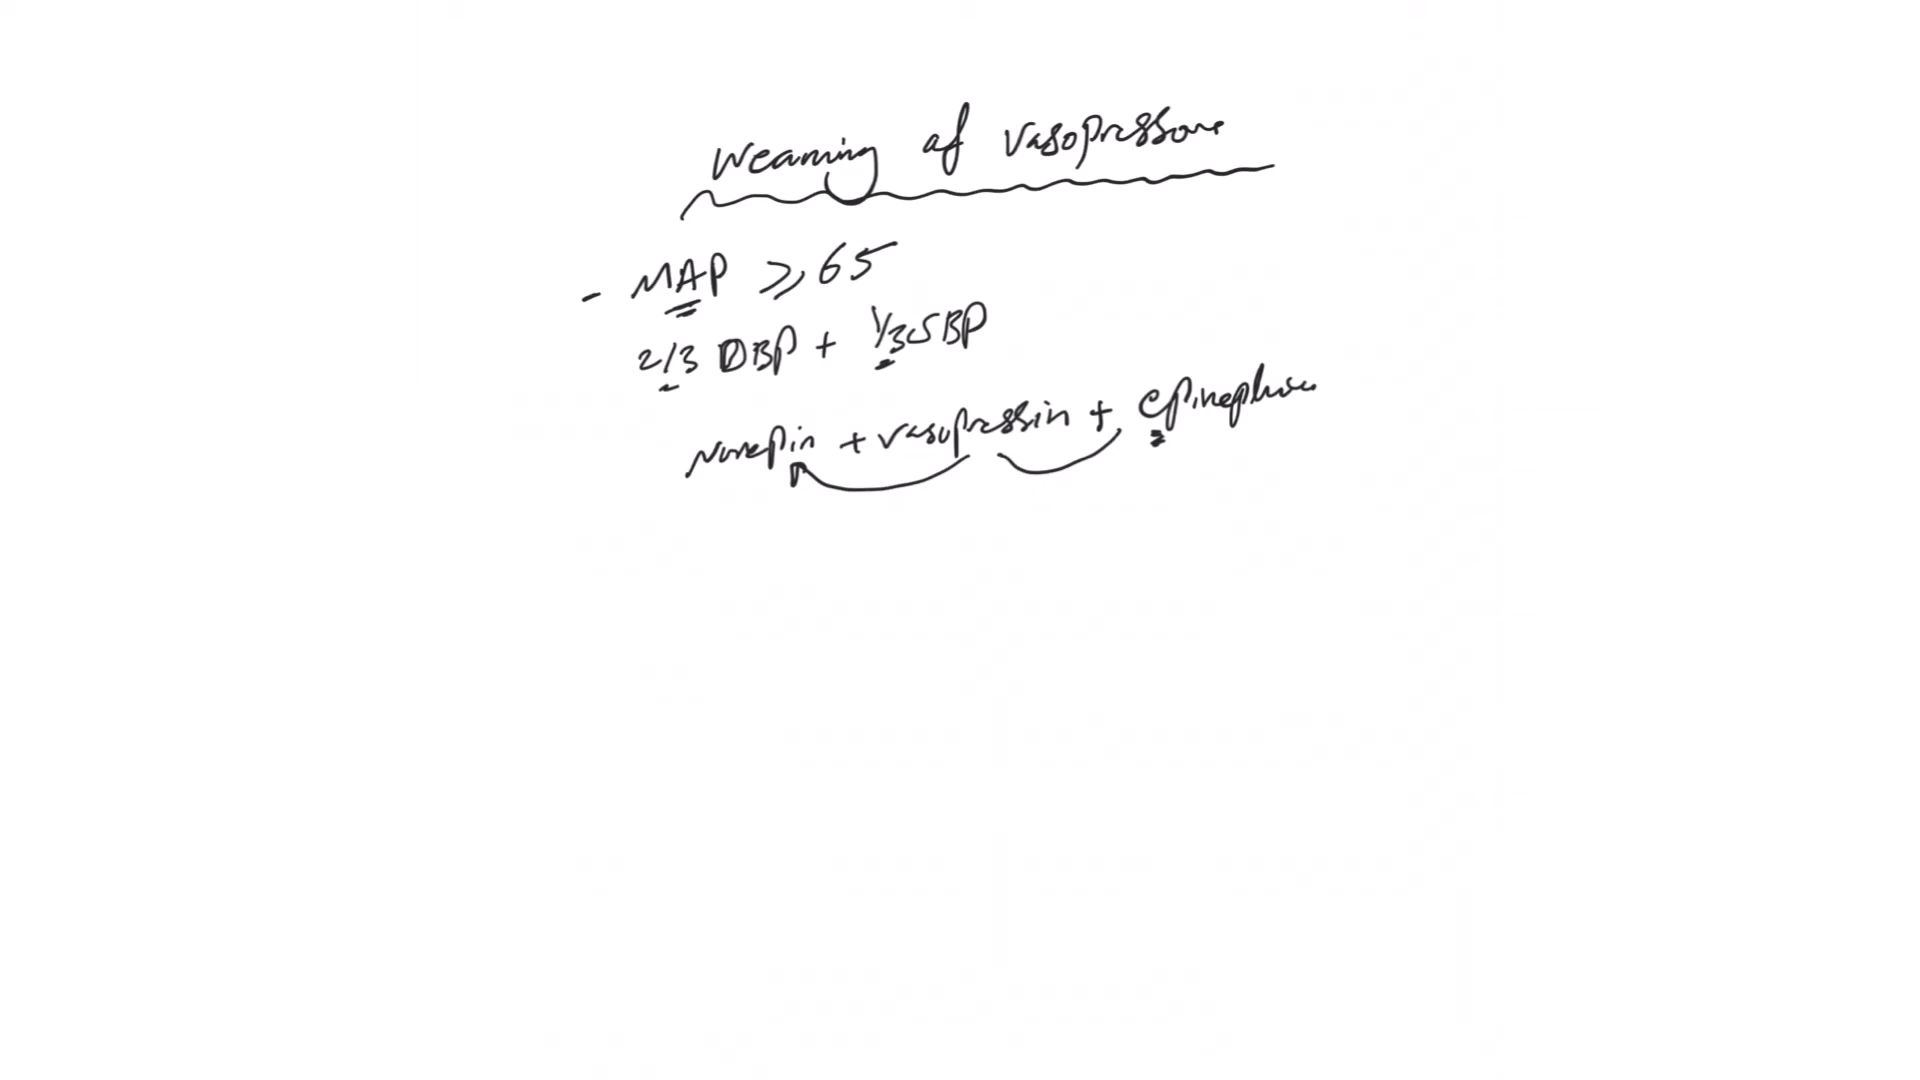 Weaning of vasopressors
- MAP ≥ 65
2/3 DBP + 1/3 SBP
Norepin + vasopressin + epinephrine